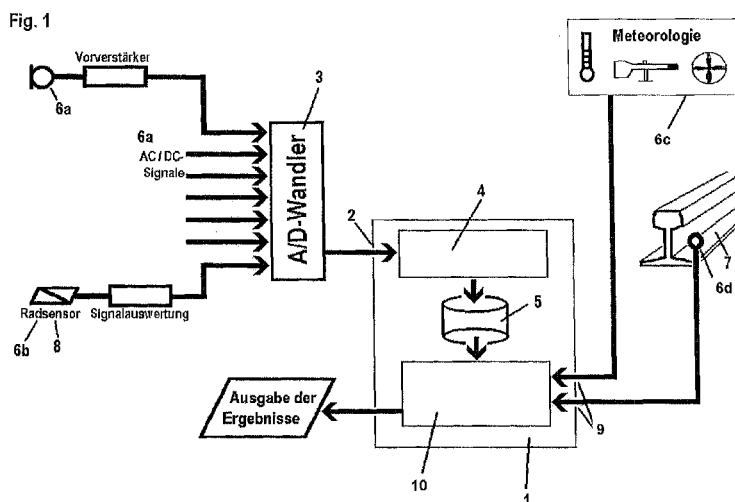 Fig. 1
Vorverstärker
6a
3
Meteorologie
6c
6a
AC / DC-
Signale
A/D-Wandler
2
4
7
6d
5
Radsensor
Signalauswertung
6b
8
Ausgabe der
Ergebnisse
9
10
1